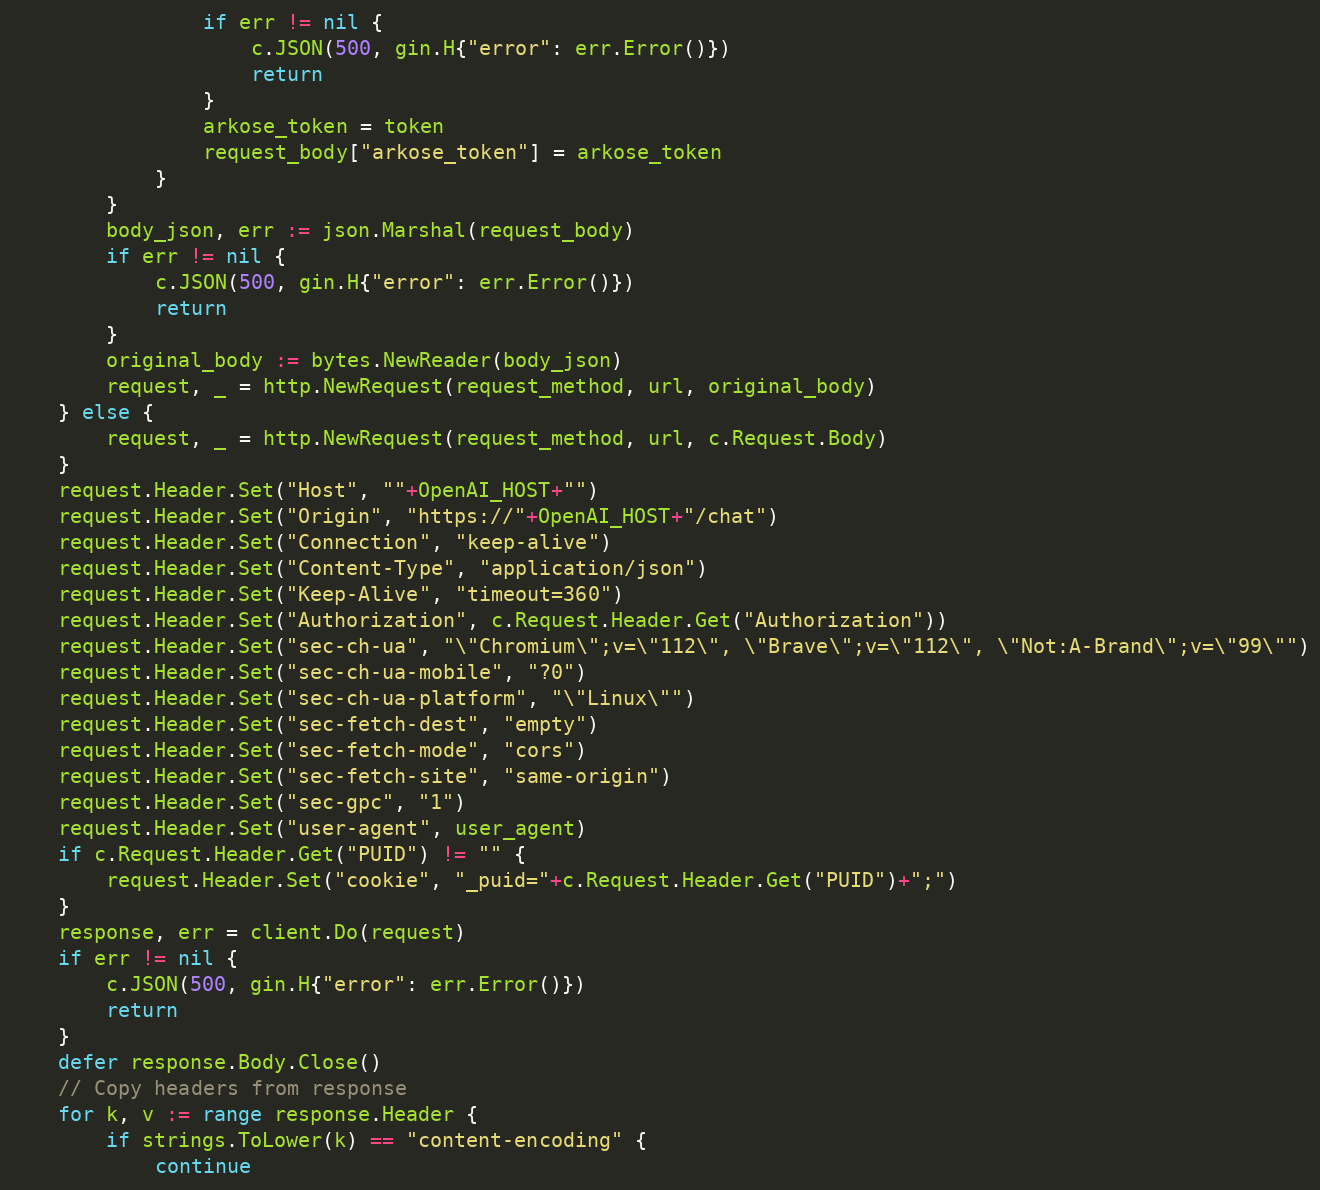 if err != nil {
c.JSON(500, gin.H{"error": err.Error()})
return
}
arkose_token = token
request_body["arkose_token"] = arkose_token
}
}
body_json, err := json.Marshal(request_body)
if err != nil {
c.JSON(500, gin.H{"error": err.Error()})
return
}
original_body := bytes.NewReader(body_json)
request, _ = http.NewRequest(request_method, url, original_body)
} else {
request, _ = http.NewRequest(request_method, url, c.Request.Body)
}
request.Header.Set("Host", ""+OpenAI_HOST+"")
request.Header.Set("Origin", "https://"+OpenAI_HOST+"/chat")
request.Header.Set("Connection", "keep-alive")
request.Header.Set("Content-Type", "application/json")
request.Header.Set("Keep-Alive", "timeout=360")
request.Header.Set("Authorization", c.Request.Header.Get("Authorization"))
request.Header.Set("sec-ch-ua", "\"Chromium\";v=\"112\", \"Brave\";v=\"112\", \"Not:A-Brand\";v=\"99\"")
request.Header.Set("sec-ch-ua-mobile", "?0")
request.Header.Set("sec-ch-ua-platform", "\"Linux\"")
request.Header.Set("sec-fetch-dest", "empty")
request.Header.Set("sec-fetch-mode", "cors")
request.Header.Set("sec-fetch-site", "same-origin")
request.Header.Set("sec-gpc", "1")
request.Header.Set("user-agent", user_agent)
if c.Request.Header.Get("PUID") != "" {
request.Header.Set("cookie", "_puid="+c.Request.Header.Get("PUID")+";")
}
response, err = client.Do(request)
if err != nil {
c.JSON(500, gin.H{"error": err.Error()})
return
}
defer response.Body.Close()
// Copy headers from response
for k, v := range response.Header {
if strings.ToLower(k) == "content-encoding" {
continue